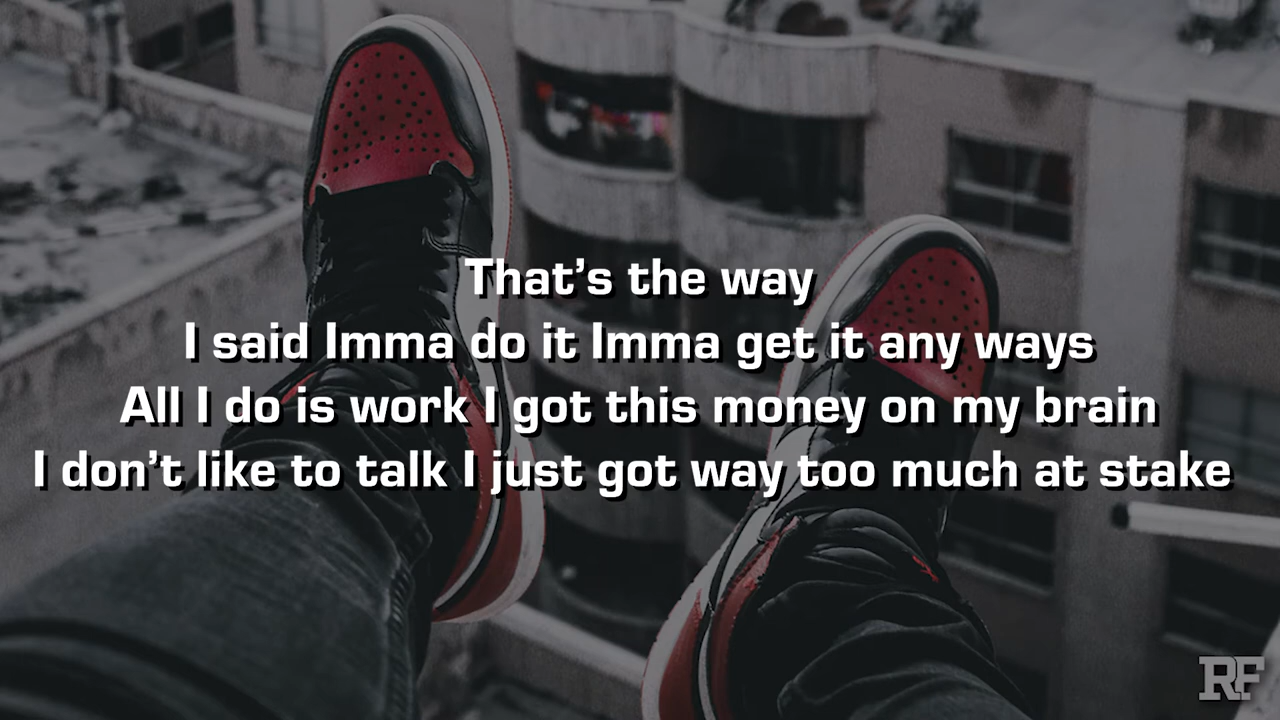 That’s the way
I said Imma do it Imma get it any ways
All I do is work I got this money on my brain
I don’t like to talk I just got way too much at stake
RF